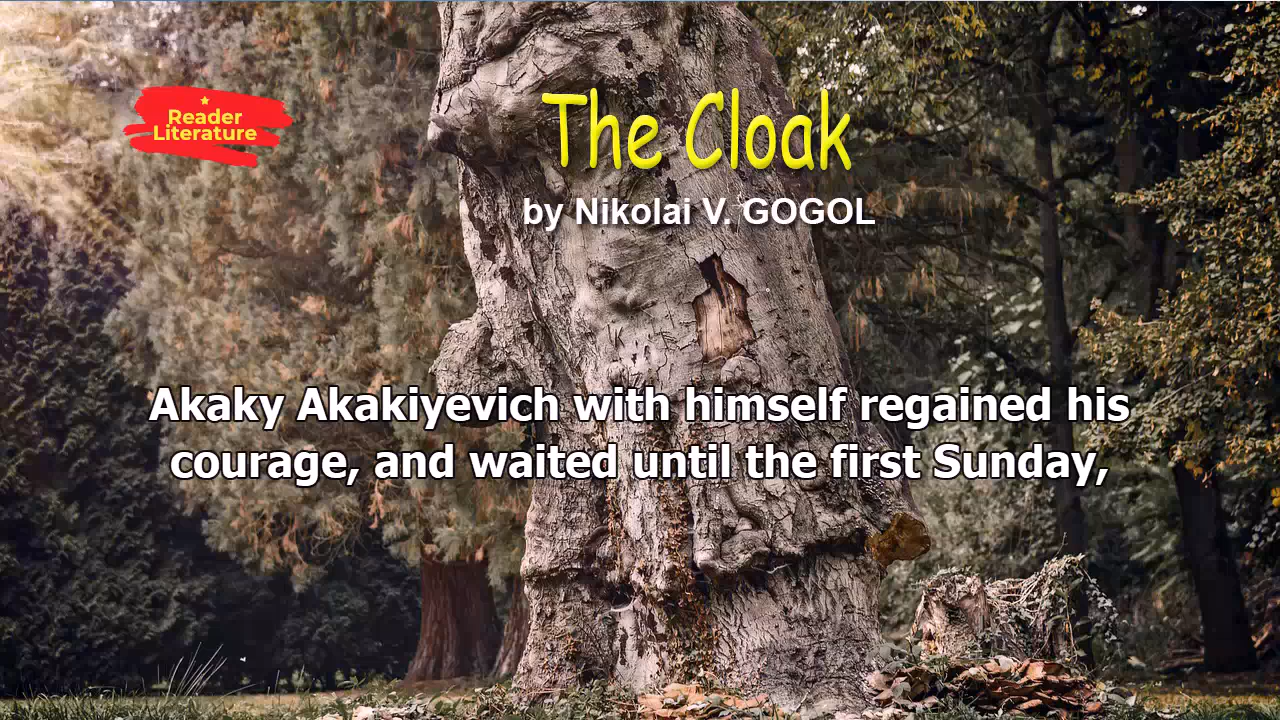 Reader
Literature
The Cloak
by Nikolai V. GOGOL
Akaky Akakiyevich with himself regained his
courage, and waited until the first Sunday,